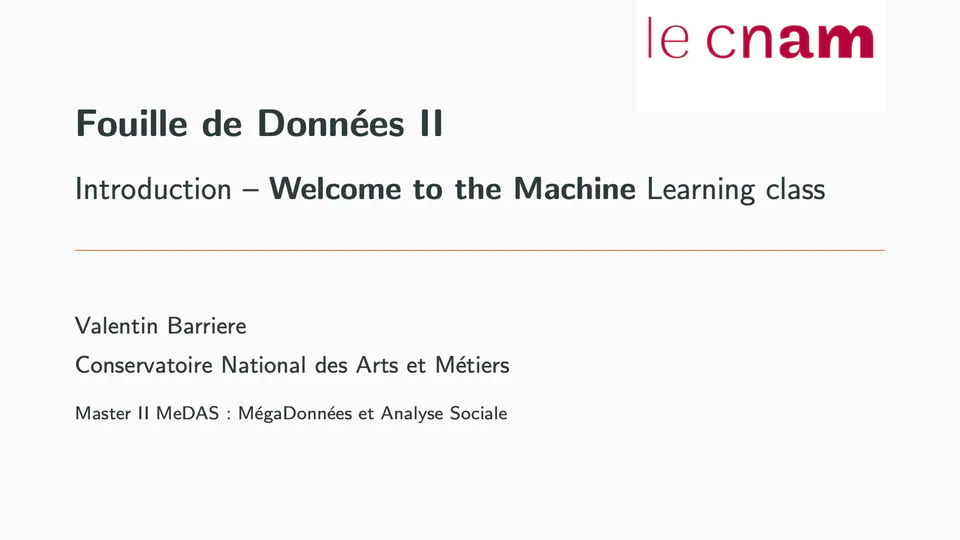 le cnam
Fouille de Données II
Introduction – Welcome to the Machine Learning class
Valentin Barriere
Conservatoire National des Arts et Métiers
Master II MeDAS : MégaDonnées et Analyse Sociale